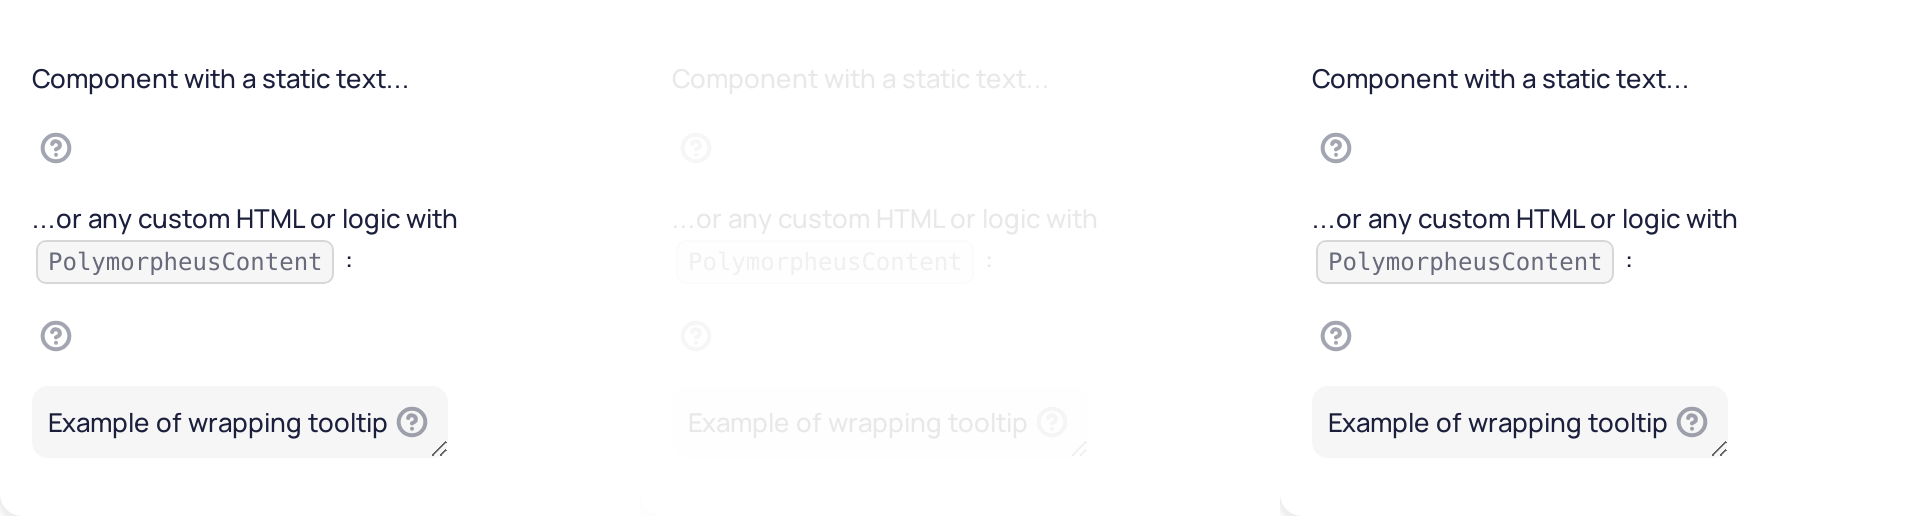 Component with a static text...
...or any custom HTML or logic with
PolymorpheusContent :
Example of wrapping tooltip
Component with a static text...
...or any custom HTML or logic with
PolymorpheusContent :
Example of wrapping tooltip
Component with a static text...
...or any custom HTML or logic with
PolymorpheusContent :
Example of wrapping tooltip